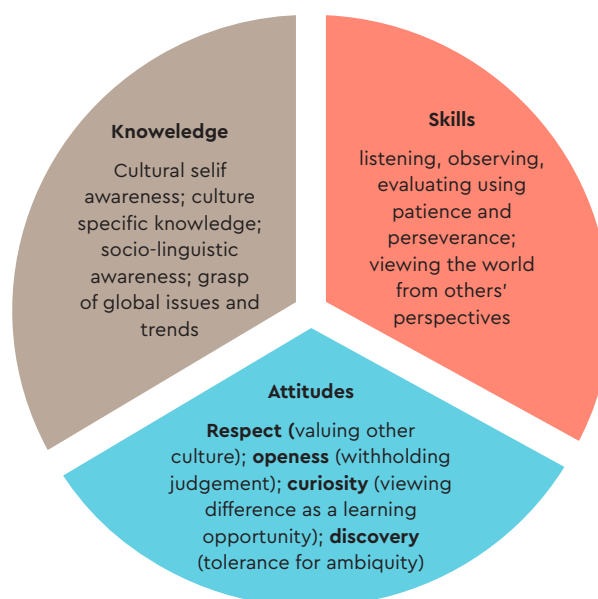 Knoweledge
Cultural selif
awareness; culture
specific knowledge;
socio-linguistic
awareness; grasp
of global issues and
trends
Skills
listening, observing,
evaluating using
patience and
perseverance;
viewing the world
from others'
perspectives
Attitudes
Respect (valuing other
culture); openess (withholding
judgement); curiosity (viewing
difference as a learning
opportunity); discovery
(tolerance for ambiquity)